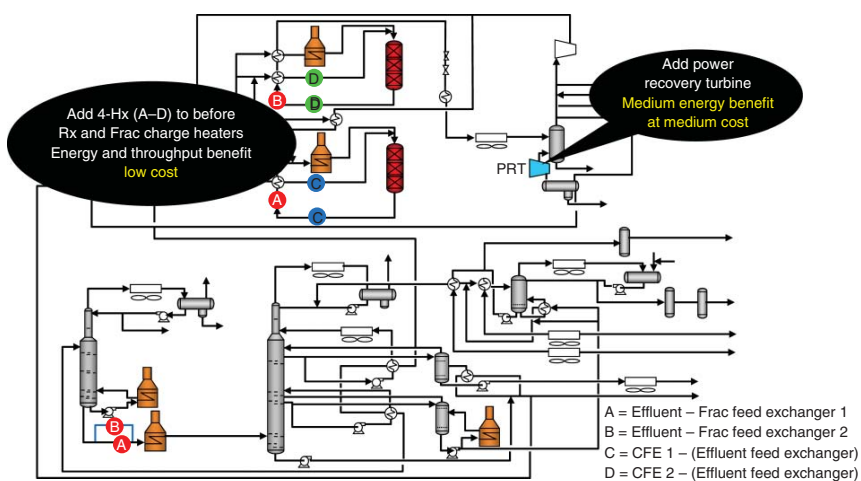 Add 4-Hx (A–D) to before
Rx and Frac charge heaters
Energy and throughput benefit
low cost
Add power
recovery turbine
Medium energy benefit
at medium cost
D
B
D
PRT
C
A
C
B
A
A = Effluent – Frac feed exchanger 1
B = Effluent – Frac feed exchanger 2
C = CFE 1 – (Effluent feed exchanger)
D = CFE 2 – (Effluent feed exchanger)